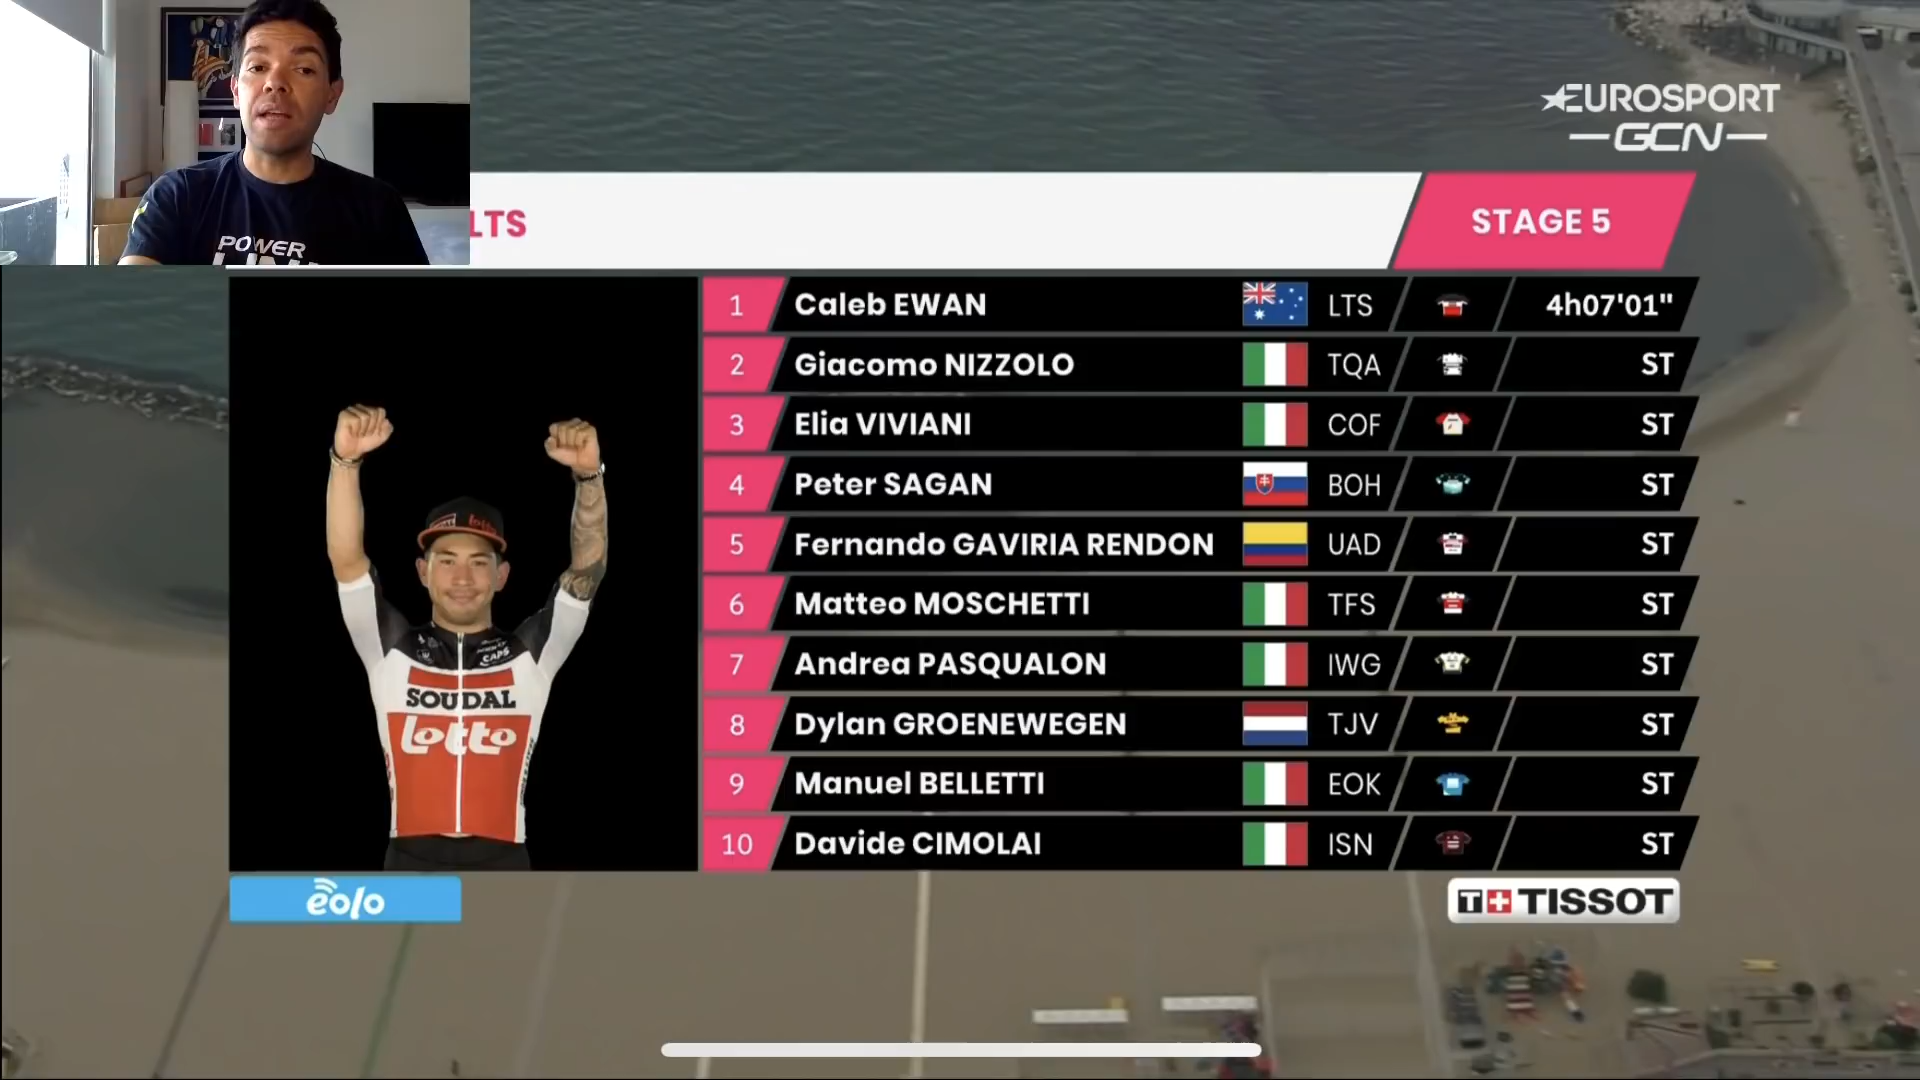 EUROSPORT
GCN
POWER
LTS
STAGE 5
1 Caleb EWAN LTS 4h07'01"
2 Giacomo NIZZOLO TQA ST
3 Elia VIVIANI COF ST
4 Peter SAGAN BOH ST
5 Fernando GAVIRIA RENDON UAD ST
6 Matteo MOSCHETTI TFS ST
7 Andrea PASQUALON IWG ST
8 Dylan GROENEWEGEN TJV ST
9 Manuel BELLETTI EOK ST
10 Davide CIMOLAI ISN ST
lotto
CAPS
SOUDAL
Lotto
eolo
T+ TISSOT